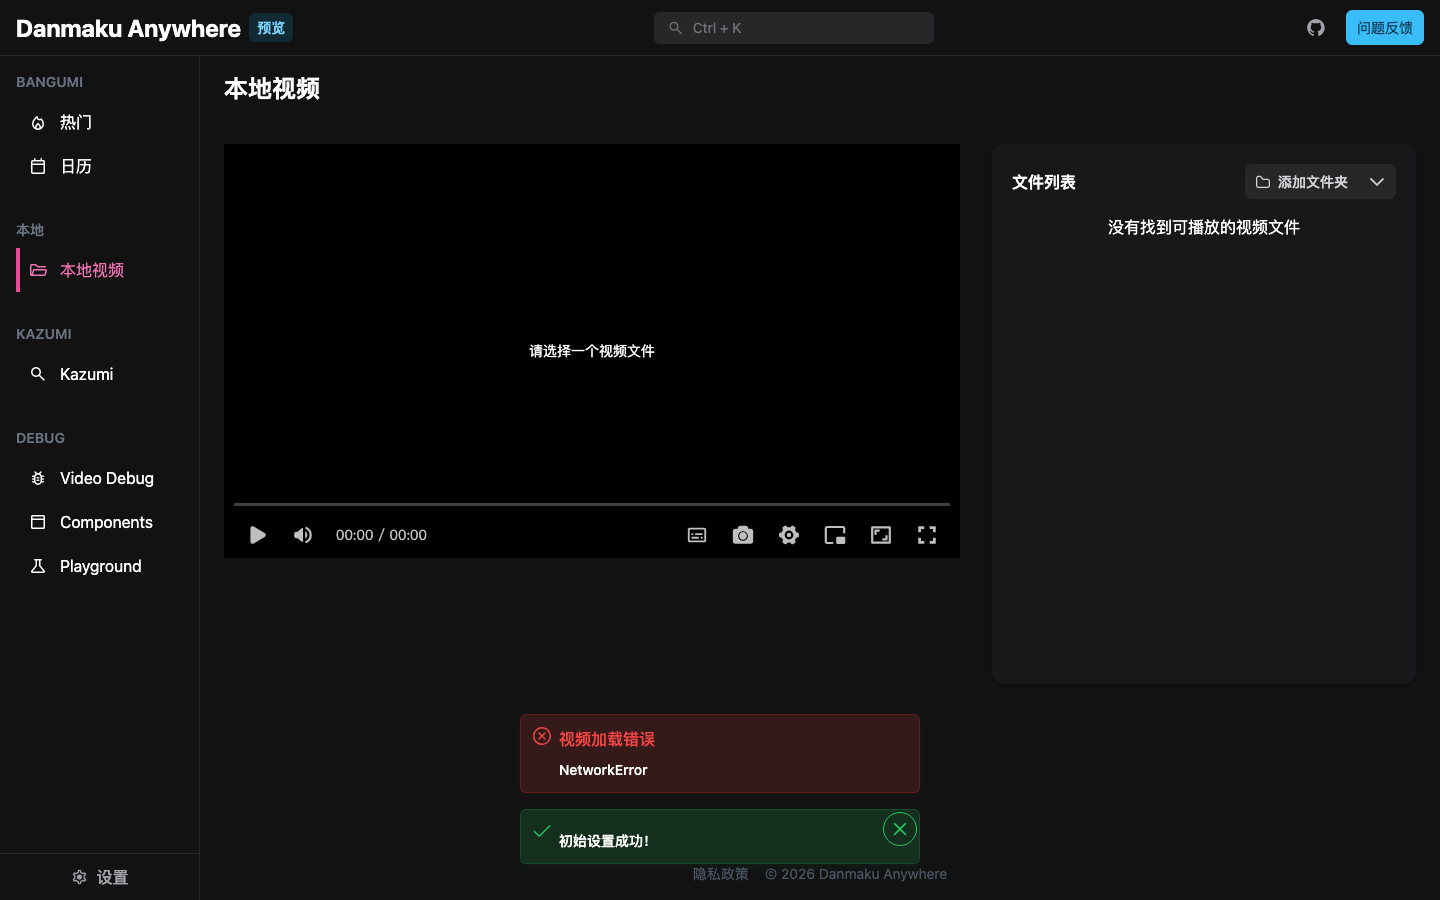 Danmaku Anywhere 预览
Ctrl + K
问题反馈
BANGUMI
热门
日历
本地
本地视频
KAZUMI
Kazumi
DEBUG
Video Debug
Components
Playground
设置
本地视频
请选择一个视频文件
00:00 / 00:00
文件列表
添加文件夹
没有找到可播放的视频文件
视频加载错误
NetworkError
初始设置成功!
隐私政策 © 2026 Danmaku Anywhere